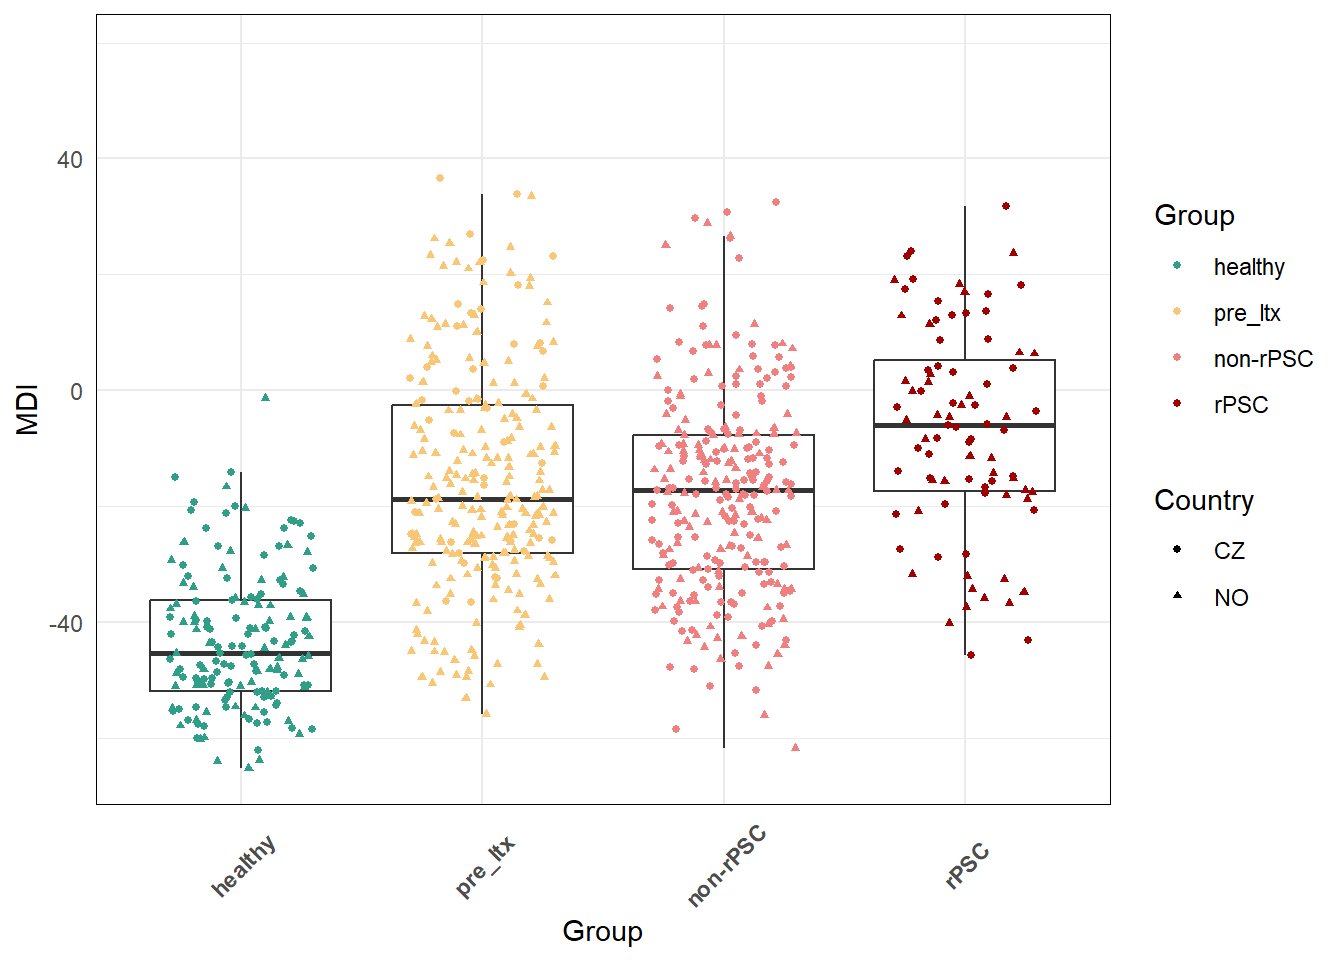 MDI
40
0
-40
healthy
pre_ltx
non-rPSC
rPSC
Group
Group
healthy
pre_ltx
non-rPSC
rPSC
Country
CZ
NO